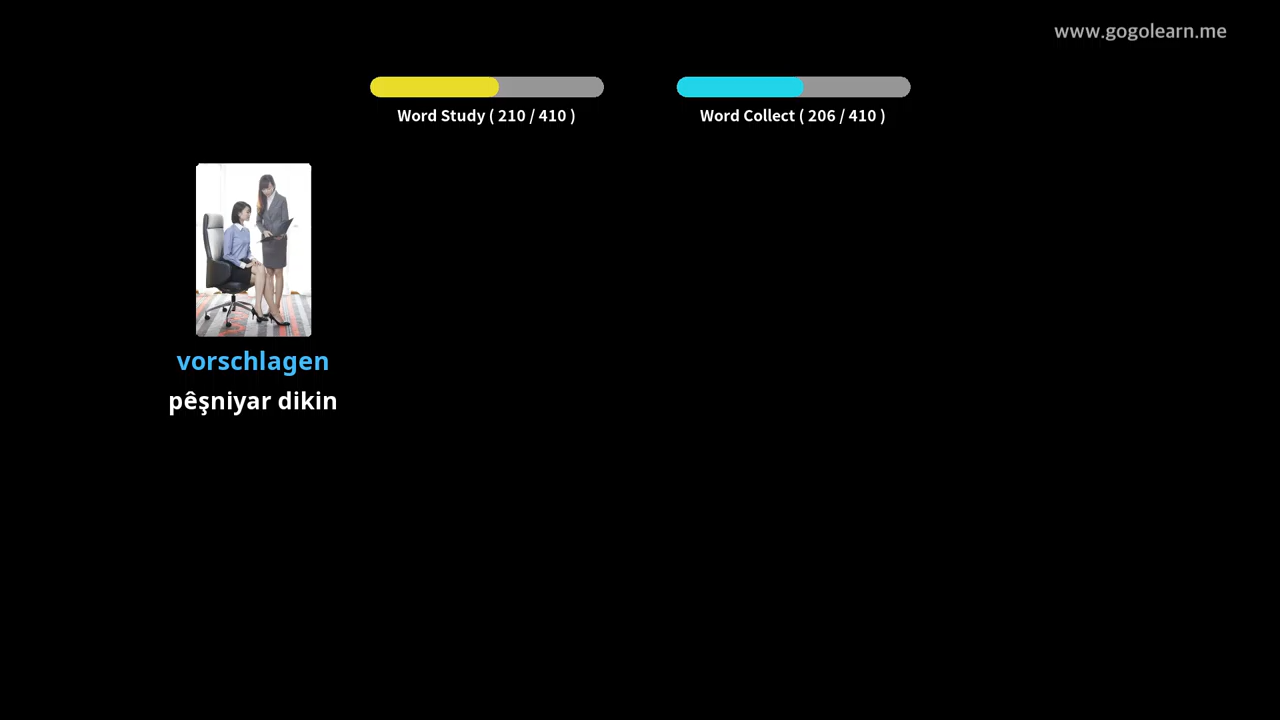 www.gogolearn.me
Word Study ( 210 / 410 )
Word Collect ( 206 / 410 )
vorschlagen
pêşniyar dikin